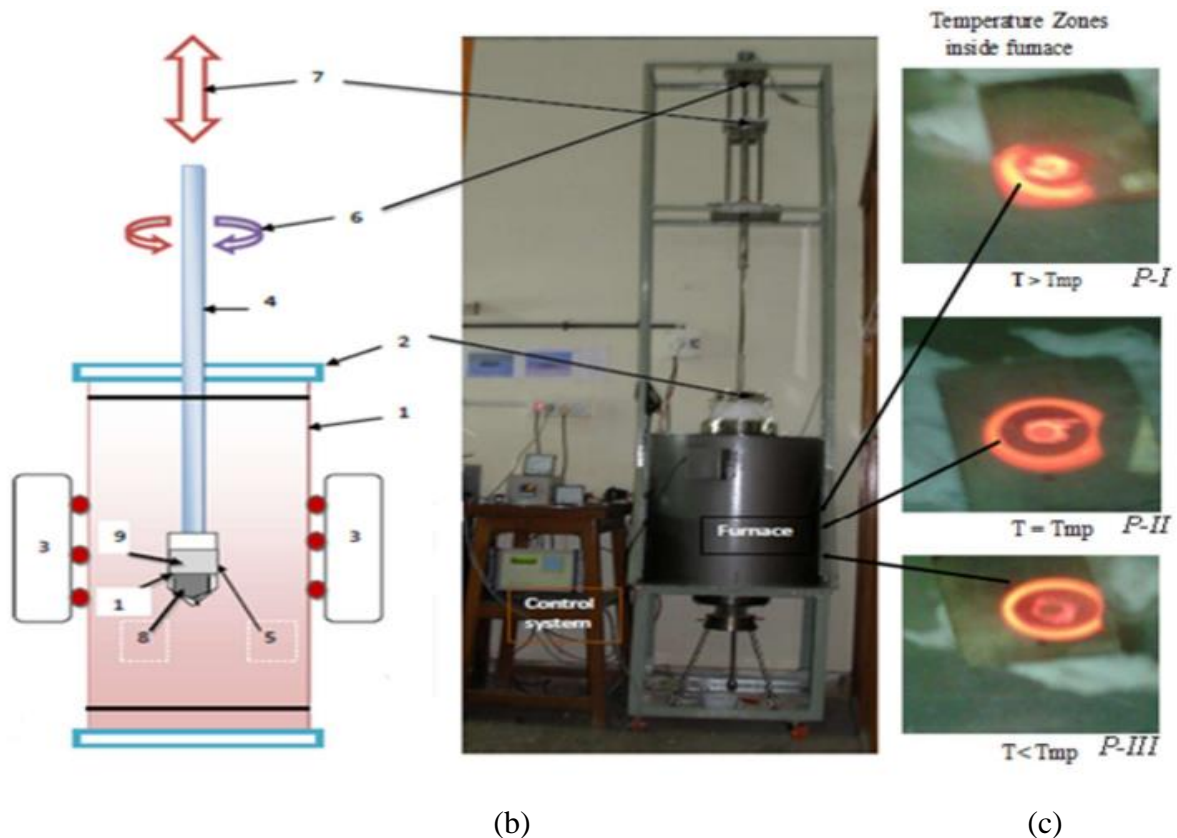 Temperature Zones
inside furnace
7
6
4
2
1
3
9
3
1
8
5
Furnace
Control
system
T > Tmp P-I
T = Tmp P-II
T < Tmp P-III
(b)
(c)